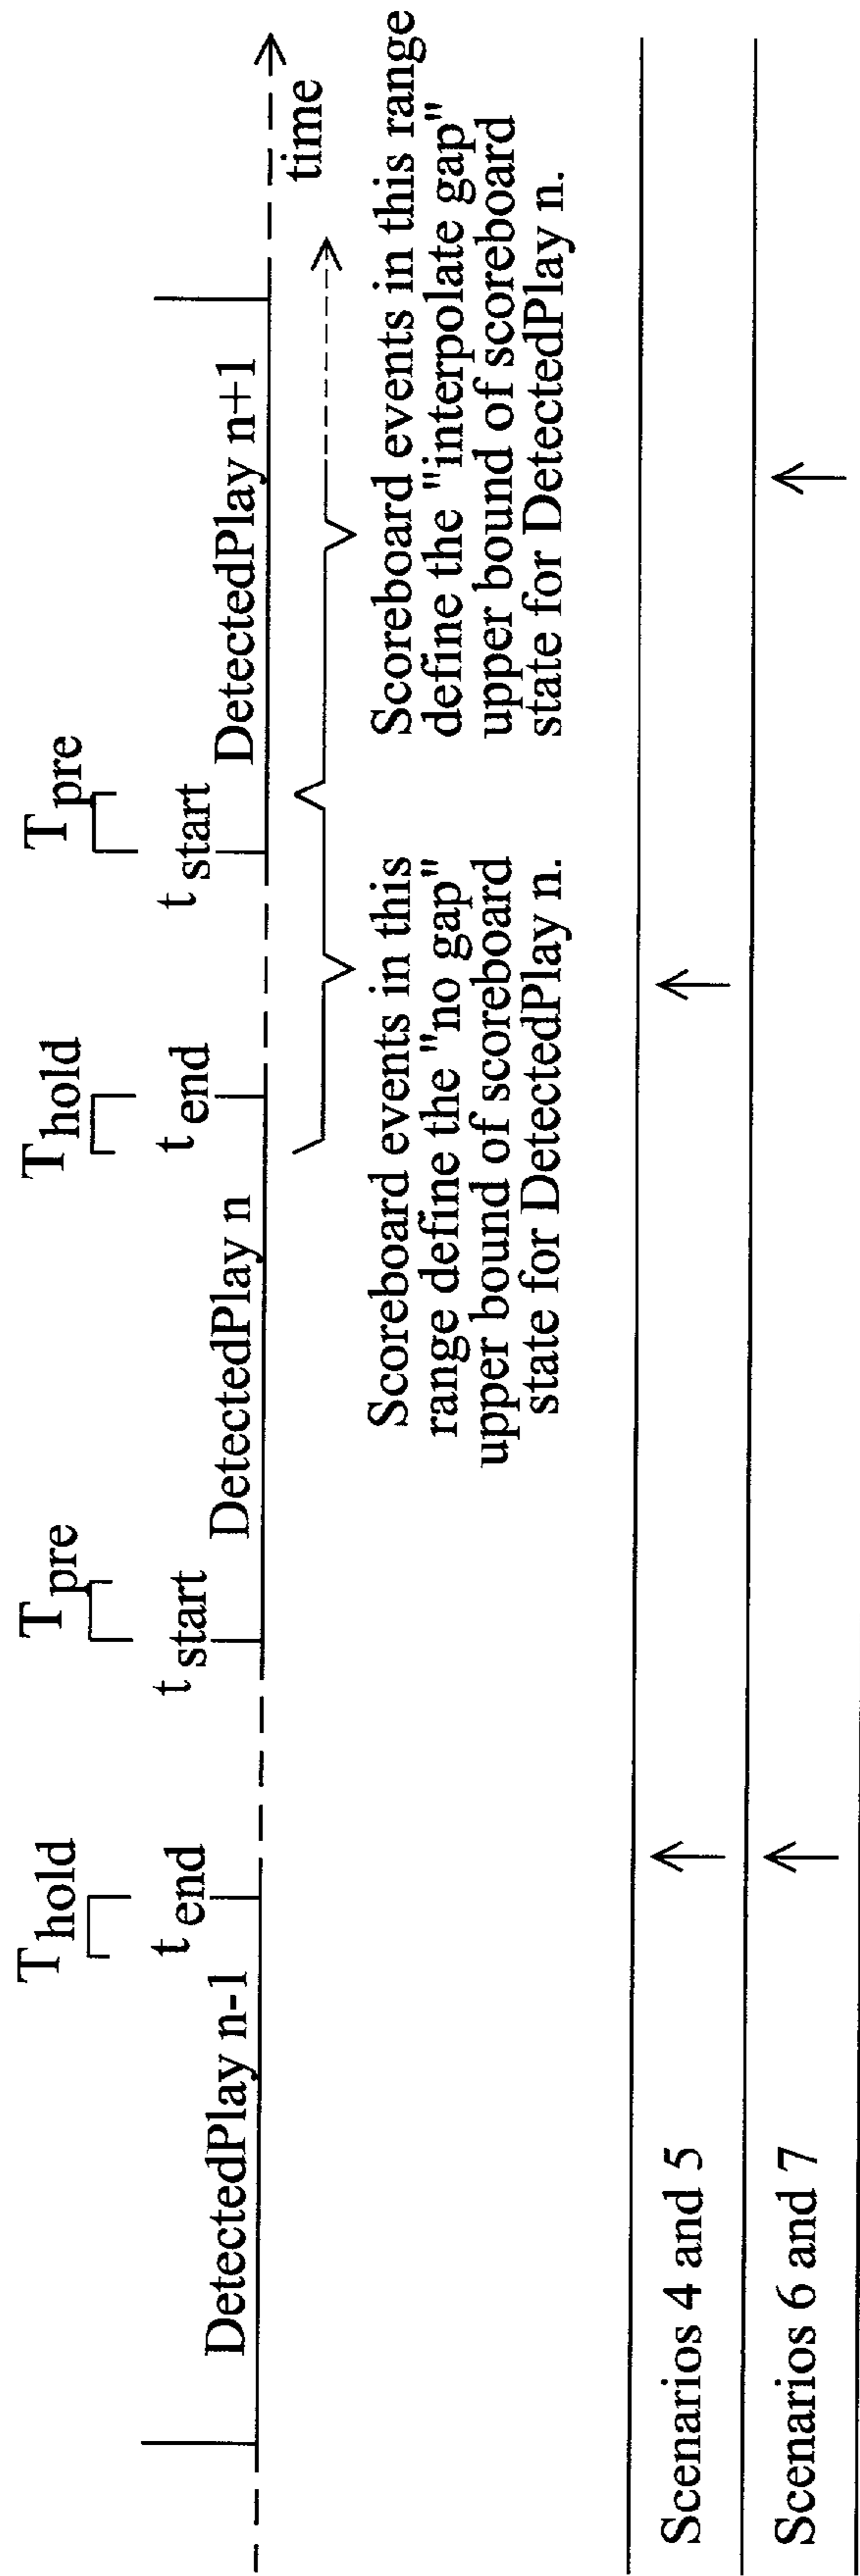 T hold
T pre
T hold
T pre
t end
t start
t end
t start
DetectedPlay n-1
DetectedPlay n
DetectedPlay n+1
time
Scoreboard events in this
range define the "no gap"
upper bound of scoreboard
state for DetectedPlay n.
Scoreboard events in this range
define the "interpolate gap"
upper bound of scoreboard
state for DetectedPlay n.
Scenarios 4 and 5
Scenarios 6 and 7